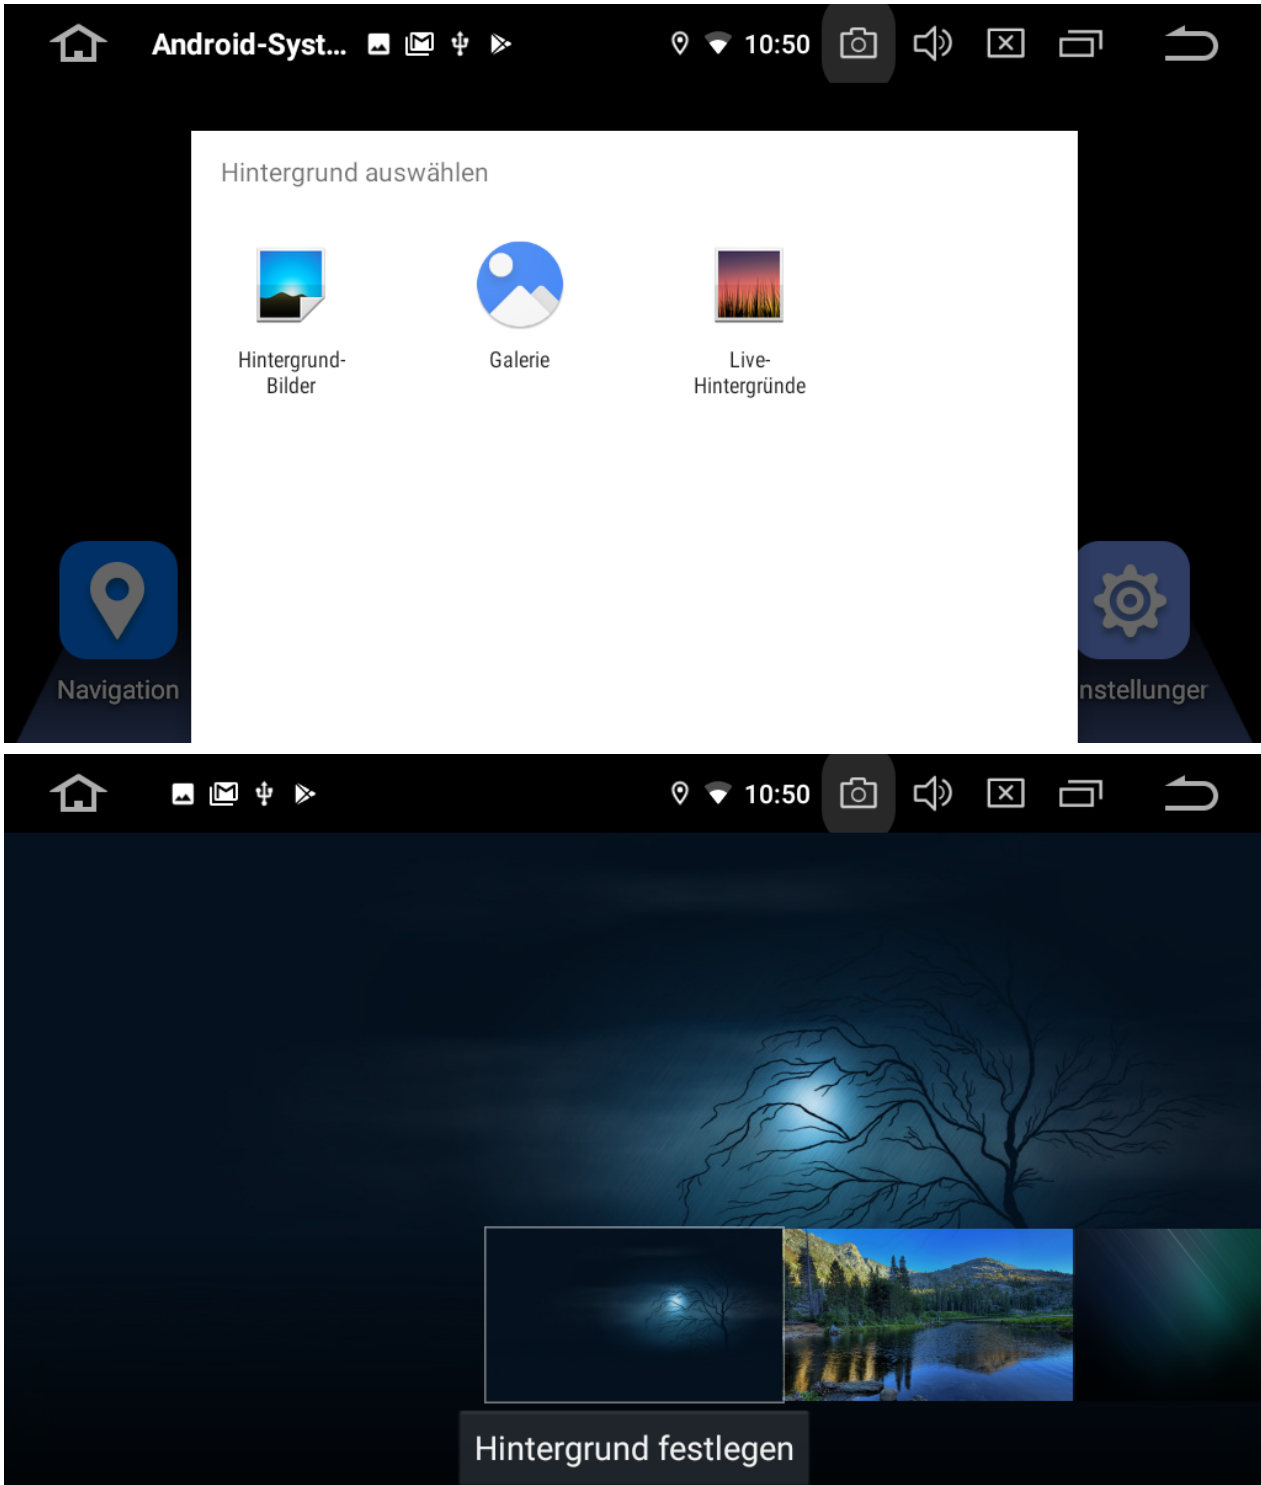 Android-Syst...
10:50
Hintergrund auswählen
Hintergrund-
Bilder
Galerie
Live-
Hintergründe
Navigation
nstellunger
10:50
Hintergrund festlegen